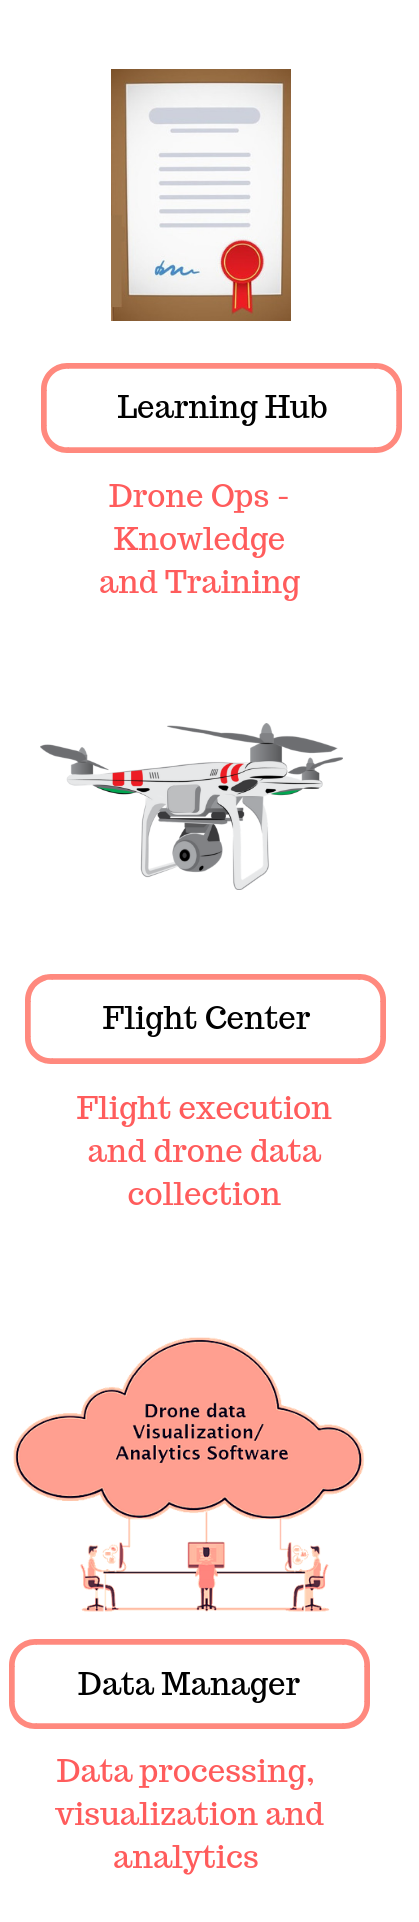 Learning Hub
Drone Ops -
Knowledge
and Training
Flight Center
Flight execution
and drone data
collection
Drone data
Visualization/
Analytics Software
Data Manager
Data processing,
visualization and
analytics